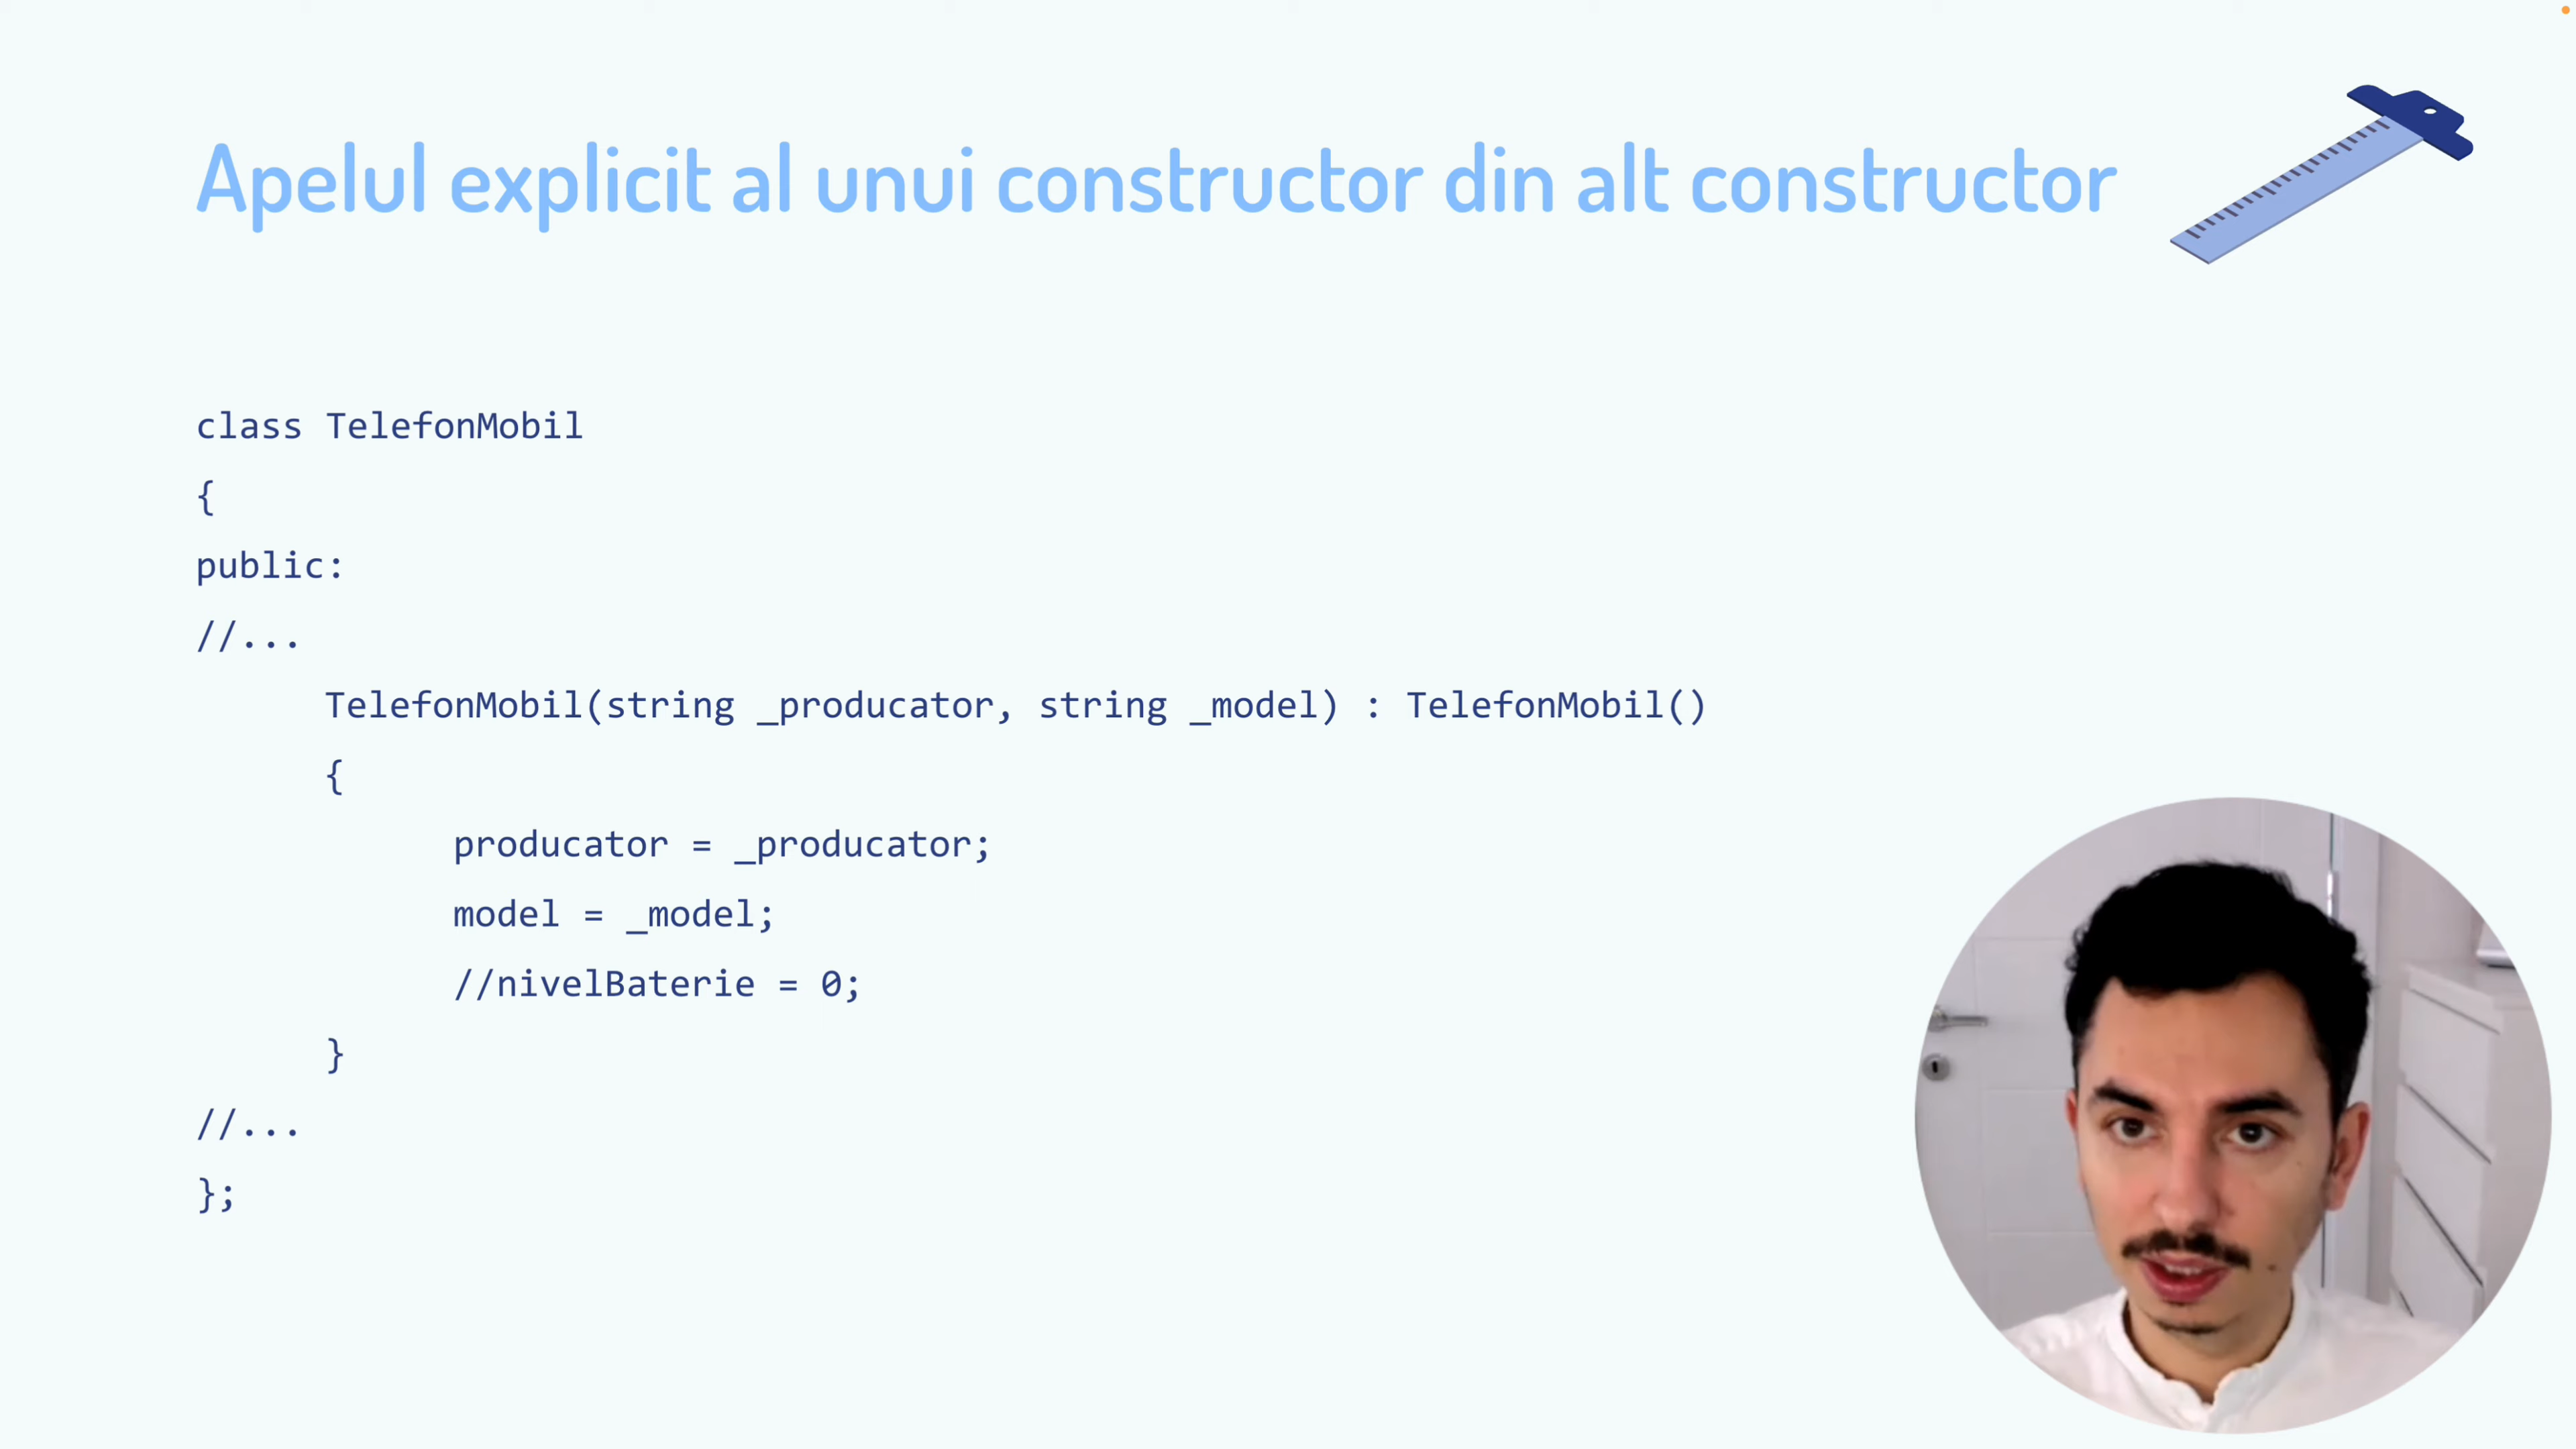 Apelul explicit al unui constructor din alt constructor
class TelefonMobil
{
public:
//...
TelefonMobil(string _producator, string _model) : TelefonMobil()
{
producator = _producator;
model = _model;
//nivelBaterie = 0;
}
//...
};